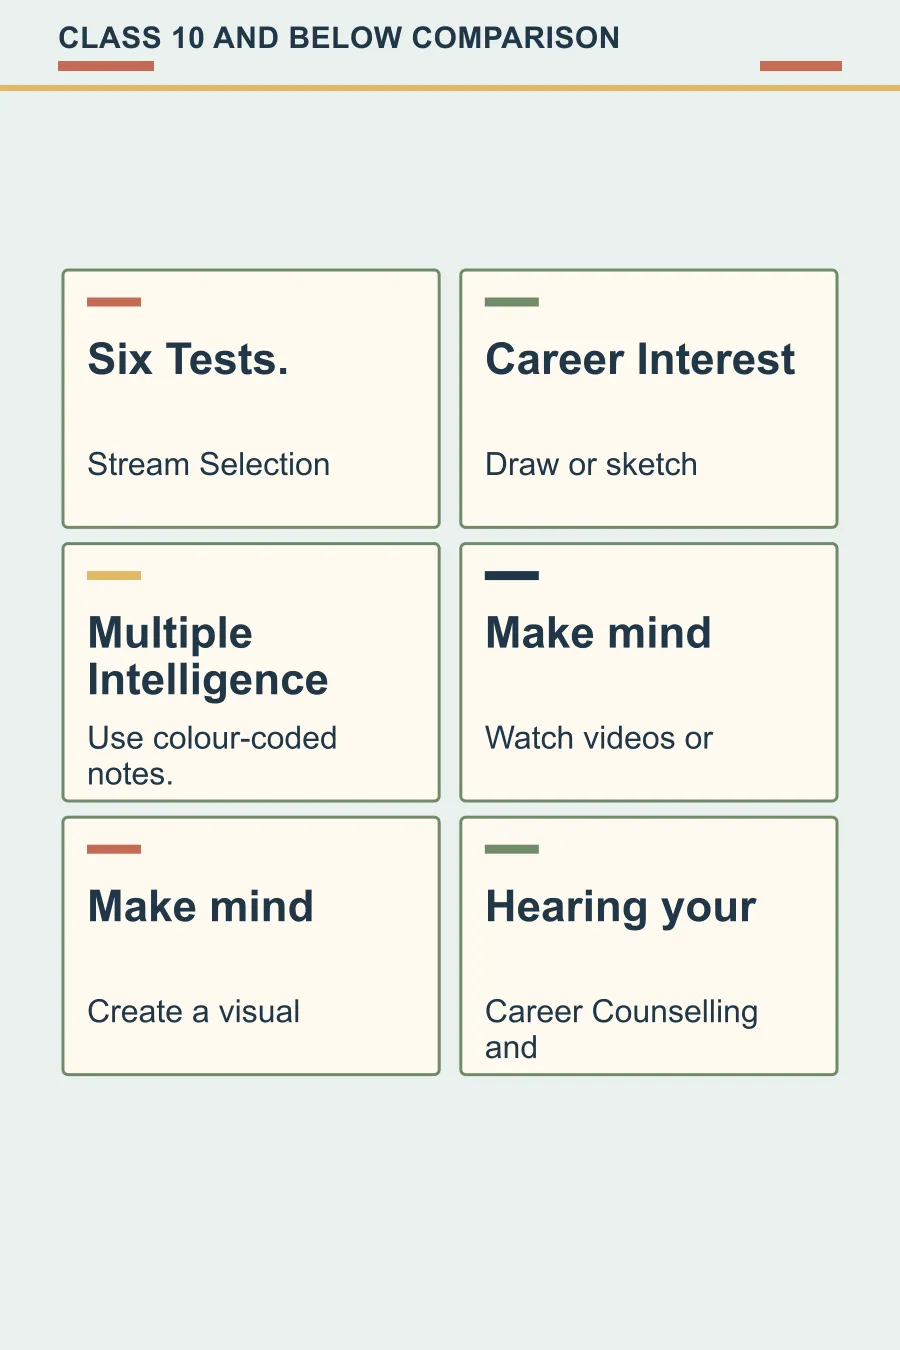 CLASS 10 AND BELOW COMPARISON
Six Tests.
Stream Selection
Career Interest
Draw or sketch
Multiple
Intelligence
Use colour-coded
notes.
Make mind
Watch videos or
Make mind
Create a visual
Hearing your
Career Counselling
and